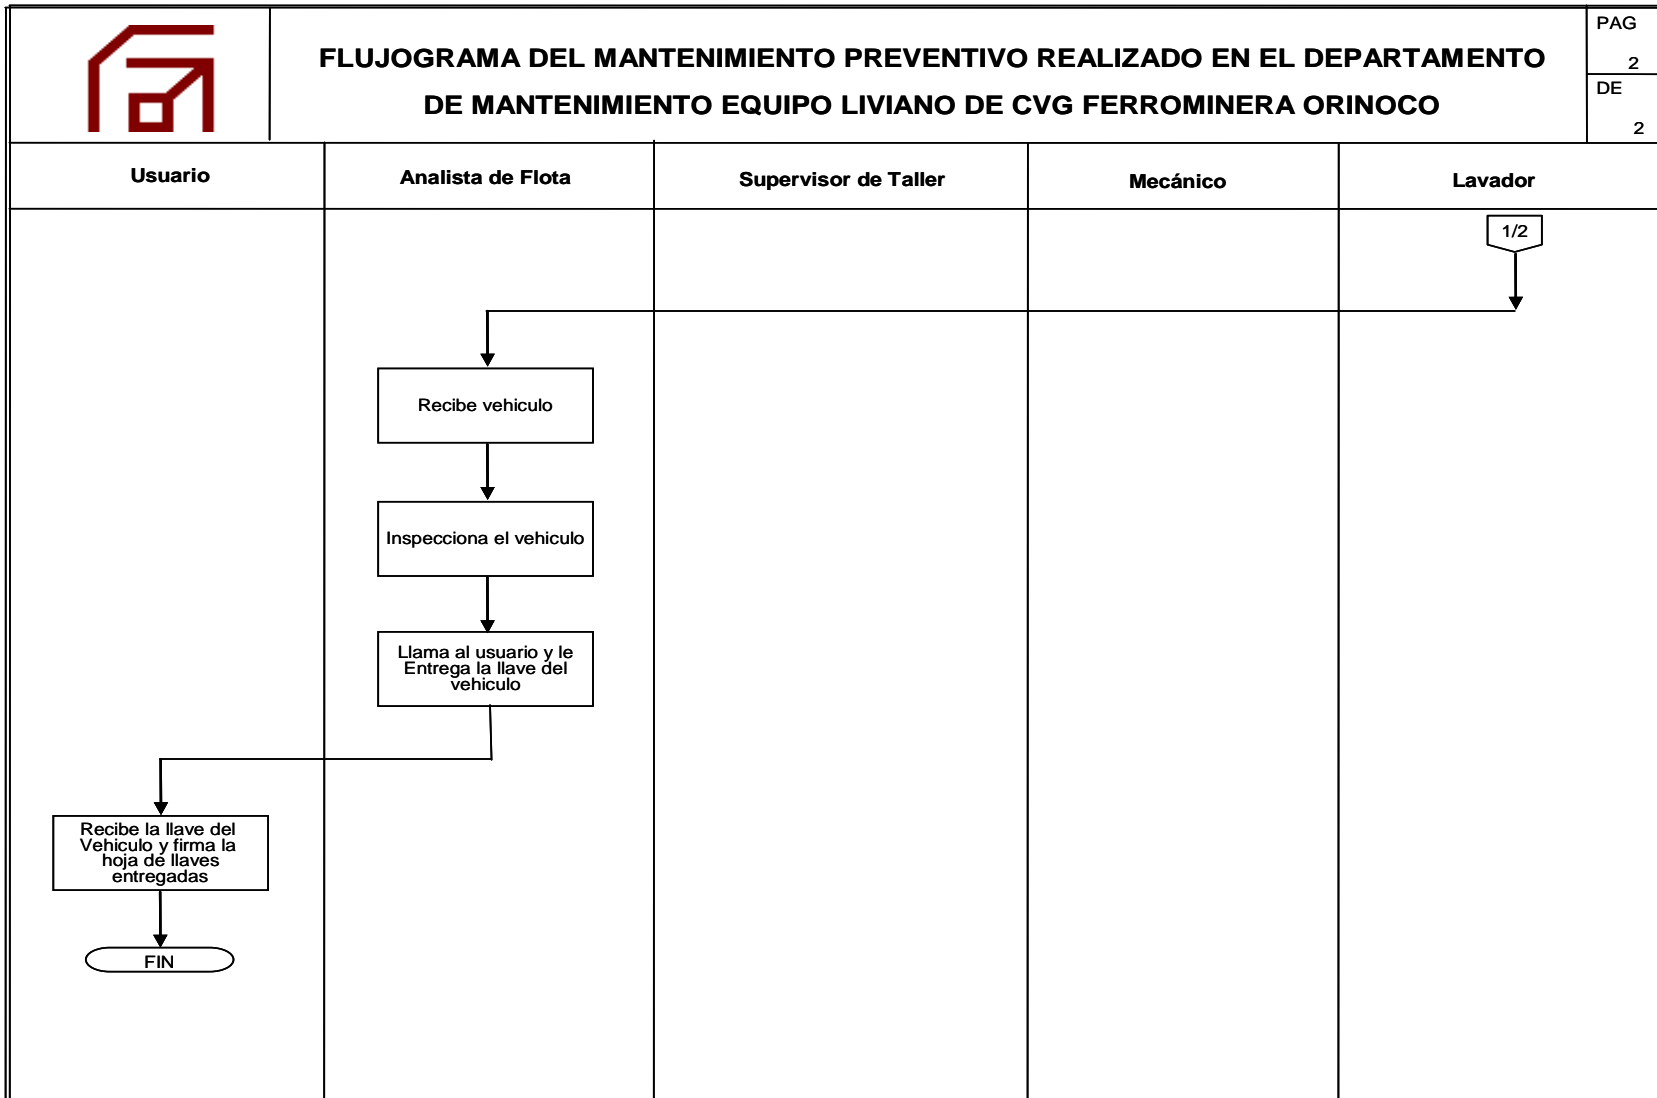 FLUJOGRAMA DEL MANTENIMIENTO PREVENTIVO REALIZADO EN EL DEPARTAMENTO
DE MANTENIMIENTO EQUIPO LIVIANO DE CVG FERROMINERA ORINOCO
PAG
2
DE
2
Usuario
Analista de Flota
Supervisor de Taller
Mecánico
Lavador
1/2
Recibe vehiculo
Inspecciona el vehiculo
Llama al usuario y le
Entrega la llave del
vehiculo
Recibe la llave del
Vehiculo y firma la
hoja de llaves
entregadas
FIN